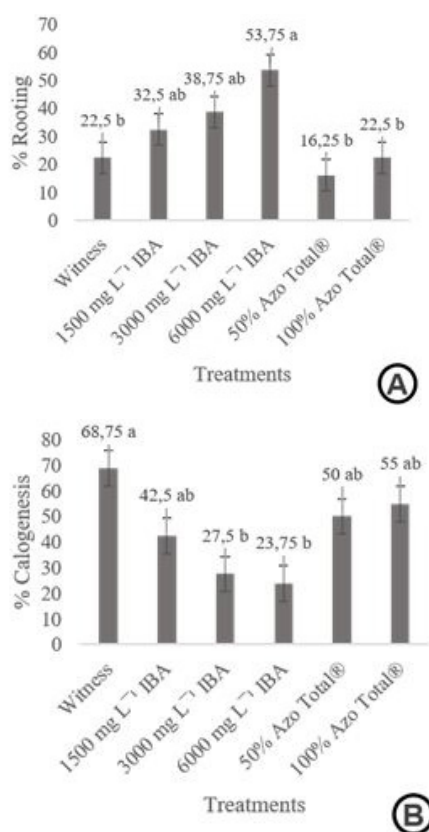 % Rooting
70
60
50
40
30
20
10
0
22,5 b
32,5 ab
38,75 ab
53,75 a
16,25 b
22,5 b
Witness
1500 mg L⁻¹ IBA
3000 mg L⁻¹ IBA
6000 mg L⁻¹ IBA
50% Azo Total®
100% Azo Total®
Treatments
A
% Calogenesis
80
70
60
50
40
30
20
10
0
68,75 a
42,5 ab
27,5 b
23,75 b
50 ab
55 ab
Witness
1500 mg L⁻¹ IBA
3000 mg L⁻¹ IBA
6000 mg L⁻¹ IBA
50% Azo Total®
100% Azo Total®
Treatments
B